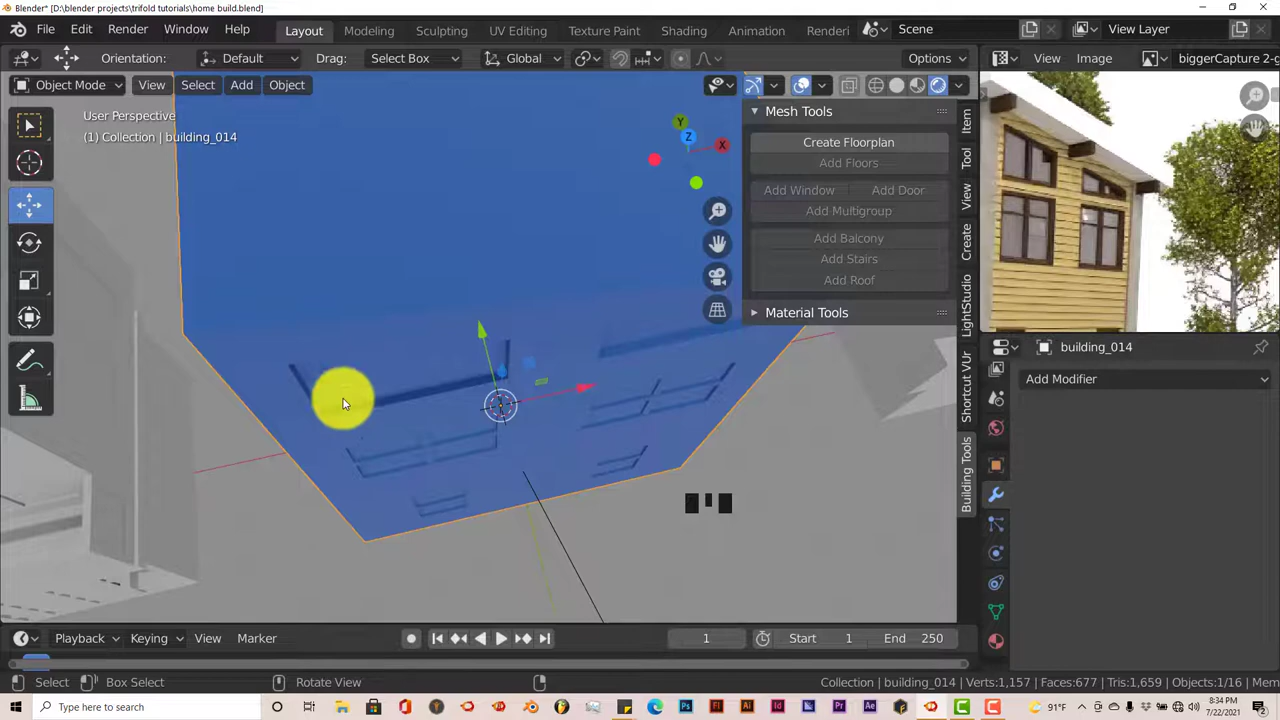 Blender* [D:\blender projects\trifold tutorials\home build.blend]
File Edit Render Window Help Layout Modeling Sculpting UV Editing Texture Paint Shading Animation Renderi Scene View Layer
Orientation: Default Drag: Select Box Global Options View Image biggerCapture 2-g
Object Mode View Select Add Object
User Perspective
(1) Collection | building_014
Y
Z
X
Mesh Tools
Create Floorplan
Add Floors
Add Window Add Door
Add Multigroup
Add Balcony
Add Stairs
Add Roof
Material Tools
Item
Tool
View
Create
LightStudio
Shortcut VUr
Building Tools
building_014
Add Modifier
Playback Keying View Marker 1 Start 1 End 250
Select Box Select Rotate View Collection | building_014 | Verts:1,157 | Faces:677 | Tris:1,659 | Objects:1/16 | Mem
Type here to search 91°F 8:34 PM
7/22/2021